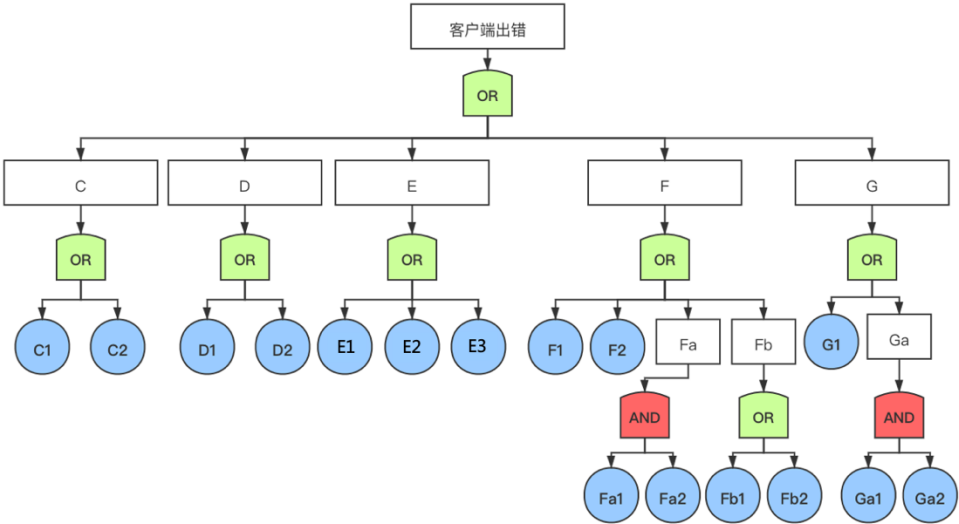 客户端出错
OR
C
D
E
F
G
OR
OR
OR
OR
OR
C1
C2
D1
D2
E1
E2
E3
F1
F2
Fa
Fb
G1
Ga
AND
OR
AND
Fa1
Fa2
Fb1
Fb2
Ga1
Ga2